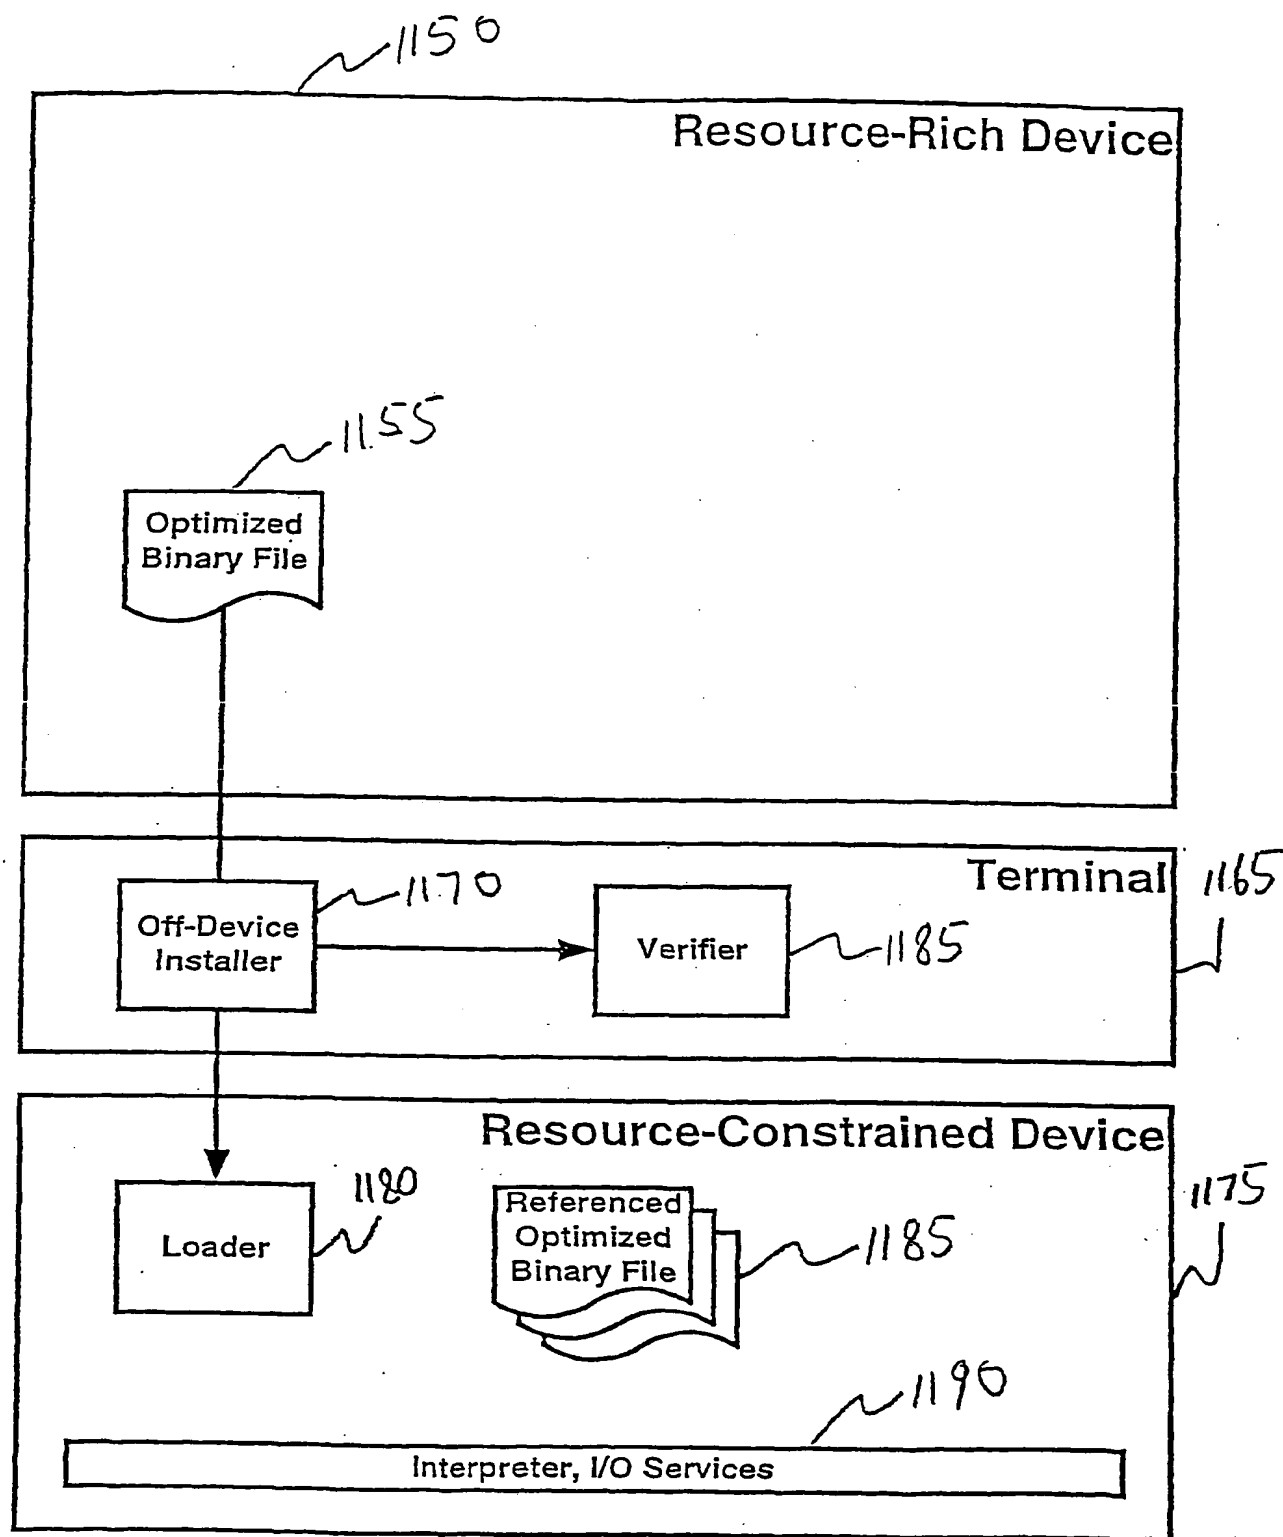 1150
Resource-Rich Device
1155
Optimized
Binary File
Terminal
1165
1170
Off-Device
Installer
Verifier
1185
Resource-Constrained Device
1175
1180
Loader
Referenced
Optimized
Binary File
1185
1190
Interpreter, I/O Services